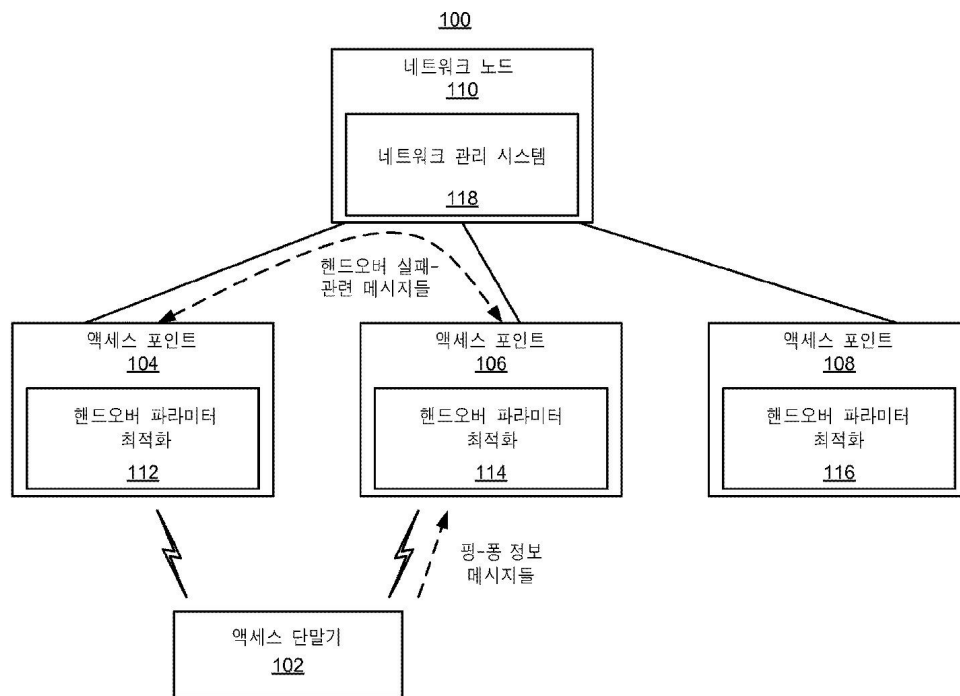 100
네트워크 노드
110
네트워크 관리 시스템
118
핸드오버 실패-
관련 메시지들
액세스 포인트
104
핸드오버 파라미터
최적화
112
액세스 포인트
106
핸드오버 파라미터
최적화
114
액세스 포인트
108
핸드오버 파라미터
최적화
116
핑-퐁 정보
메시지들
액세스 단말기
102